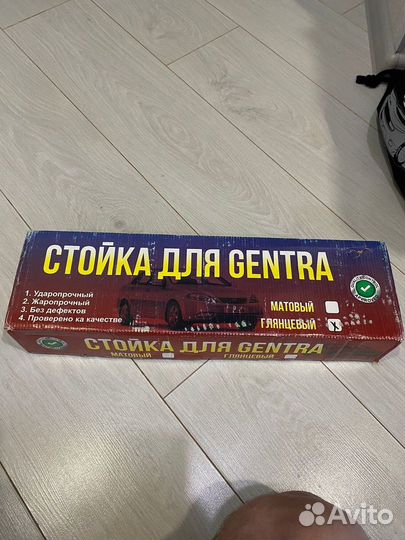 СТОЙКА ДЛЯ GENTRA
1. Ударопрочный
2. Жаропрочный
3. Без дефектов
4. Проверено ка качестве
МАТОВЫЙ
ГЛЯНЦЕВЫЙ X
СТОЙКА ДЛЯ GENTRA
МАТОВЫЙ
ГЛЯНЦЕВЫЙ
Avito